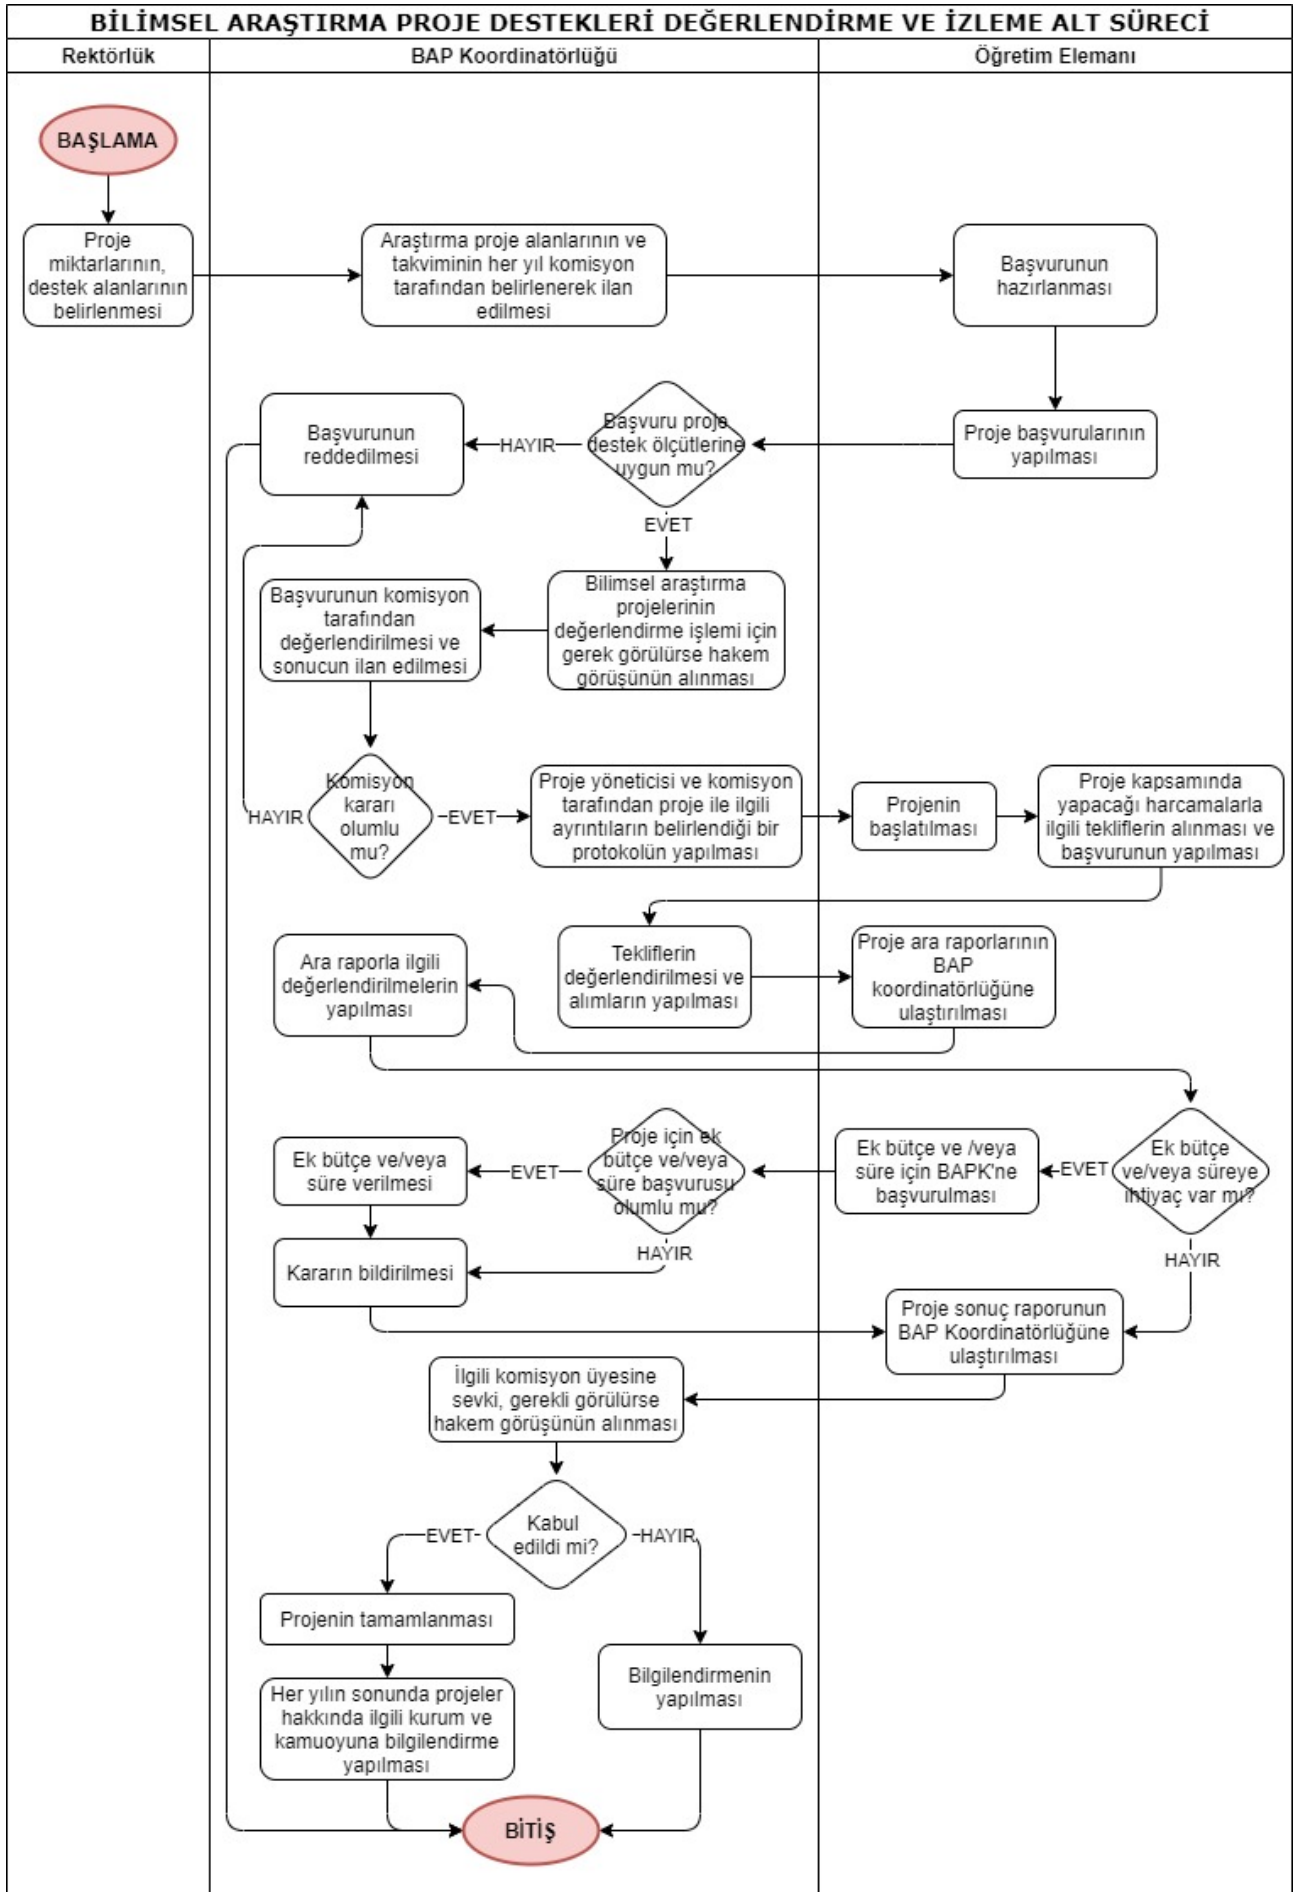 BİLİMSEL ARAŞTIRMA PROJE DESTEKLERİ DEĞERLENDİRME VE İZLEME ALT SÜRECİ
Rektörlük
BAP Koordinatörlüğü
Öğretim Elemanı
BAŞLAMA
Proje
miktarlarının,
destek alanlarının
belirlenmesi
Araştırma proje alanlarının ve
takviminin her yıl komisyon
tarafından belirlenerek ilan
edilmesi
Başvurunun
hazırlanması
Proje başvurularının
yapılması
Başvuru proje
destek ölçütlerine
uygun mu?
HAYIR
Başvurunun
reddedilmesi
EVET
Bilimsel araştırma
projelerinin
değerlendirme işlemi için
gerek görülürse hakem
görüşünün alınması
Başvurunun komisyon
tarafından
değerlendirilmesi ve
sonucun ilan edilmesi
Komisyon
kararı
olumlu
mu?
HAYIR
EVET
Proje yöneticisi ve komisyon
tarafından proje ile ilgili
ayrıntıların belirlendiği bir
protokolün yapılması
Projenin
başlatılması
Proje kapsamında
yapacağı harcamalarla
ilgili tekliflerin alınması ve
başvurunun yapılması
Tekliflerin
değerlendirilmesi ve
alımların yapılması
Proje ara raporlarının
BAP
koordinatörlüğüne
ulaştırılması
Ara raporla ilgili
değerlendirilmelerin
yapılması
Ek bütçe
ve/veya süreye
ihtiyaç var mı?
EVET
Ek bütçe ve /veya
süre için BAPK'ne
başvurulması
Proje için ek
bütçe ve/veya
süre başvurusu
olumlu mu?
EVET
Ek bütçe ve/veya
süre verilmesi
HAYIR
Kararın bildirilmesi
HAYIR
Proje sonuç raporunun
BAP Koordinatörlüğüne
ulaştırılması
İlgili komisyon üyesine
sevki, gerekli görülürse
hakem görüşünün alınması
Kabul
edildi mi?
EVET
HAYIR
Projenin tamamlanması
Her yılın sonunda projeler
hakkında ilgili kurum ve
kamuoyuna bilgilendirme
yapılması
Bilgilendirmenin
yapılması
BİTİŞ